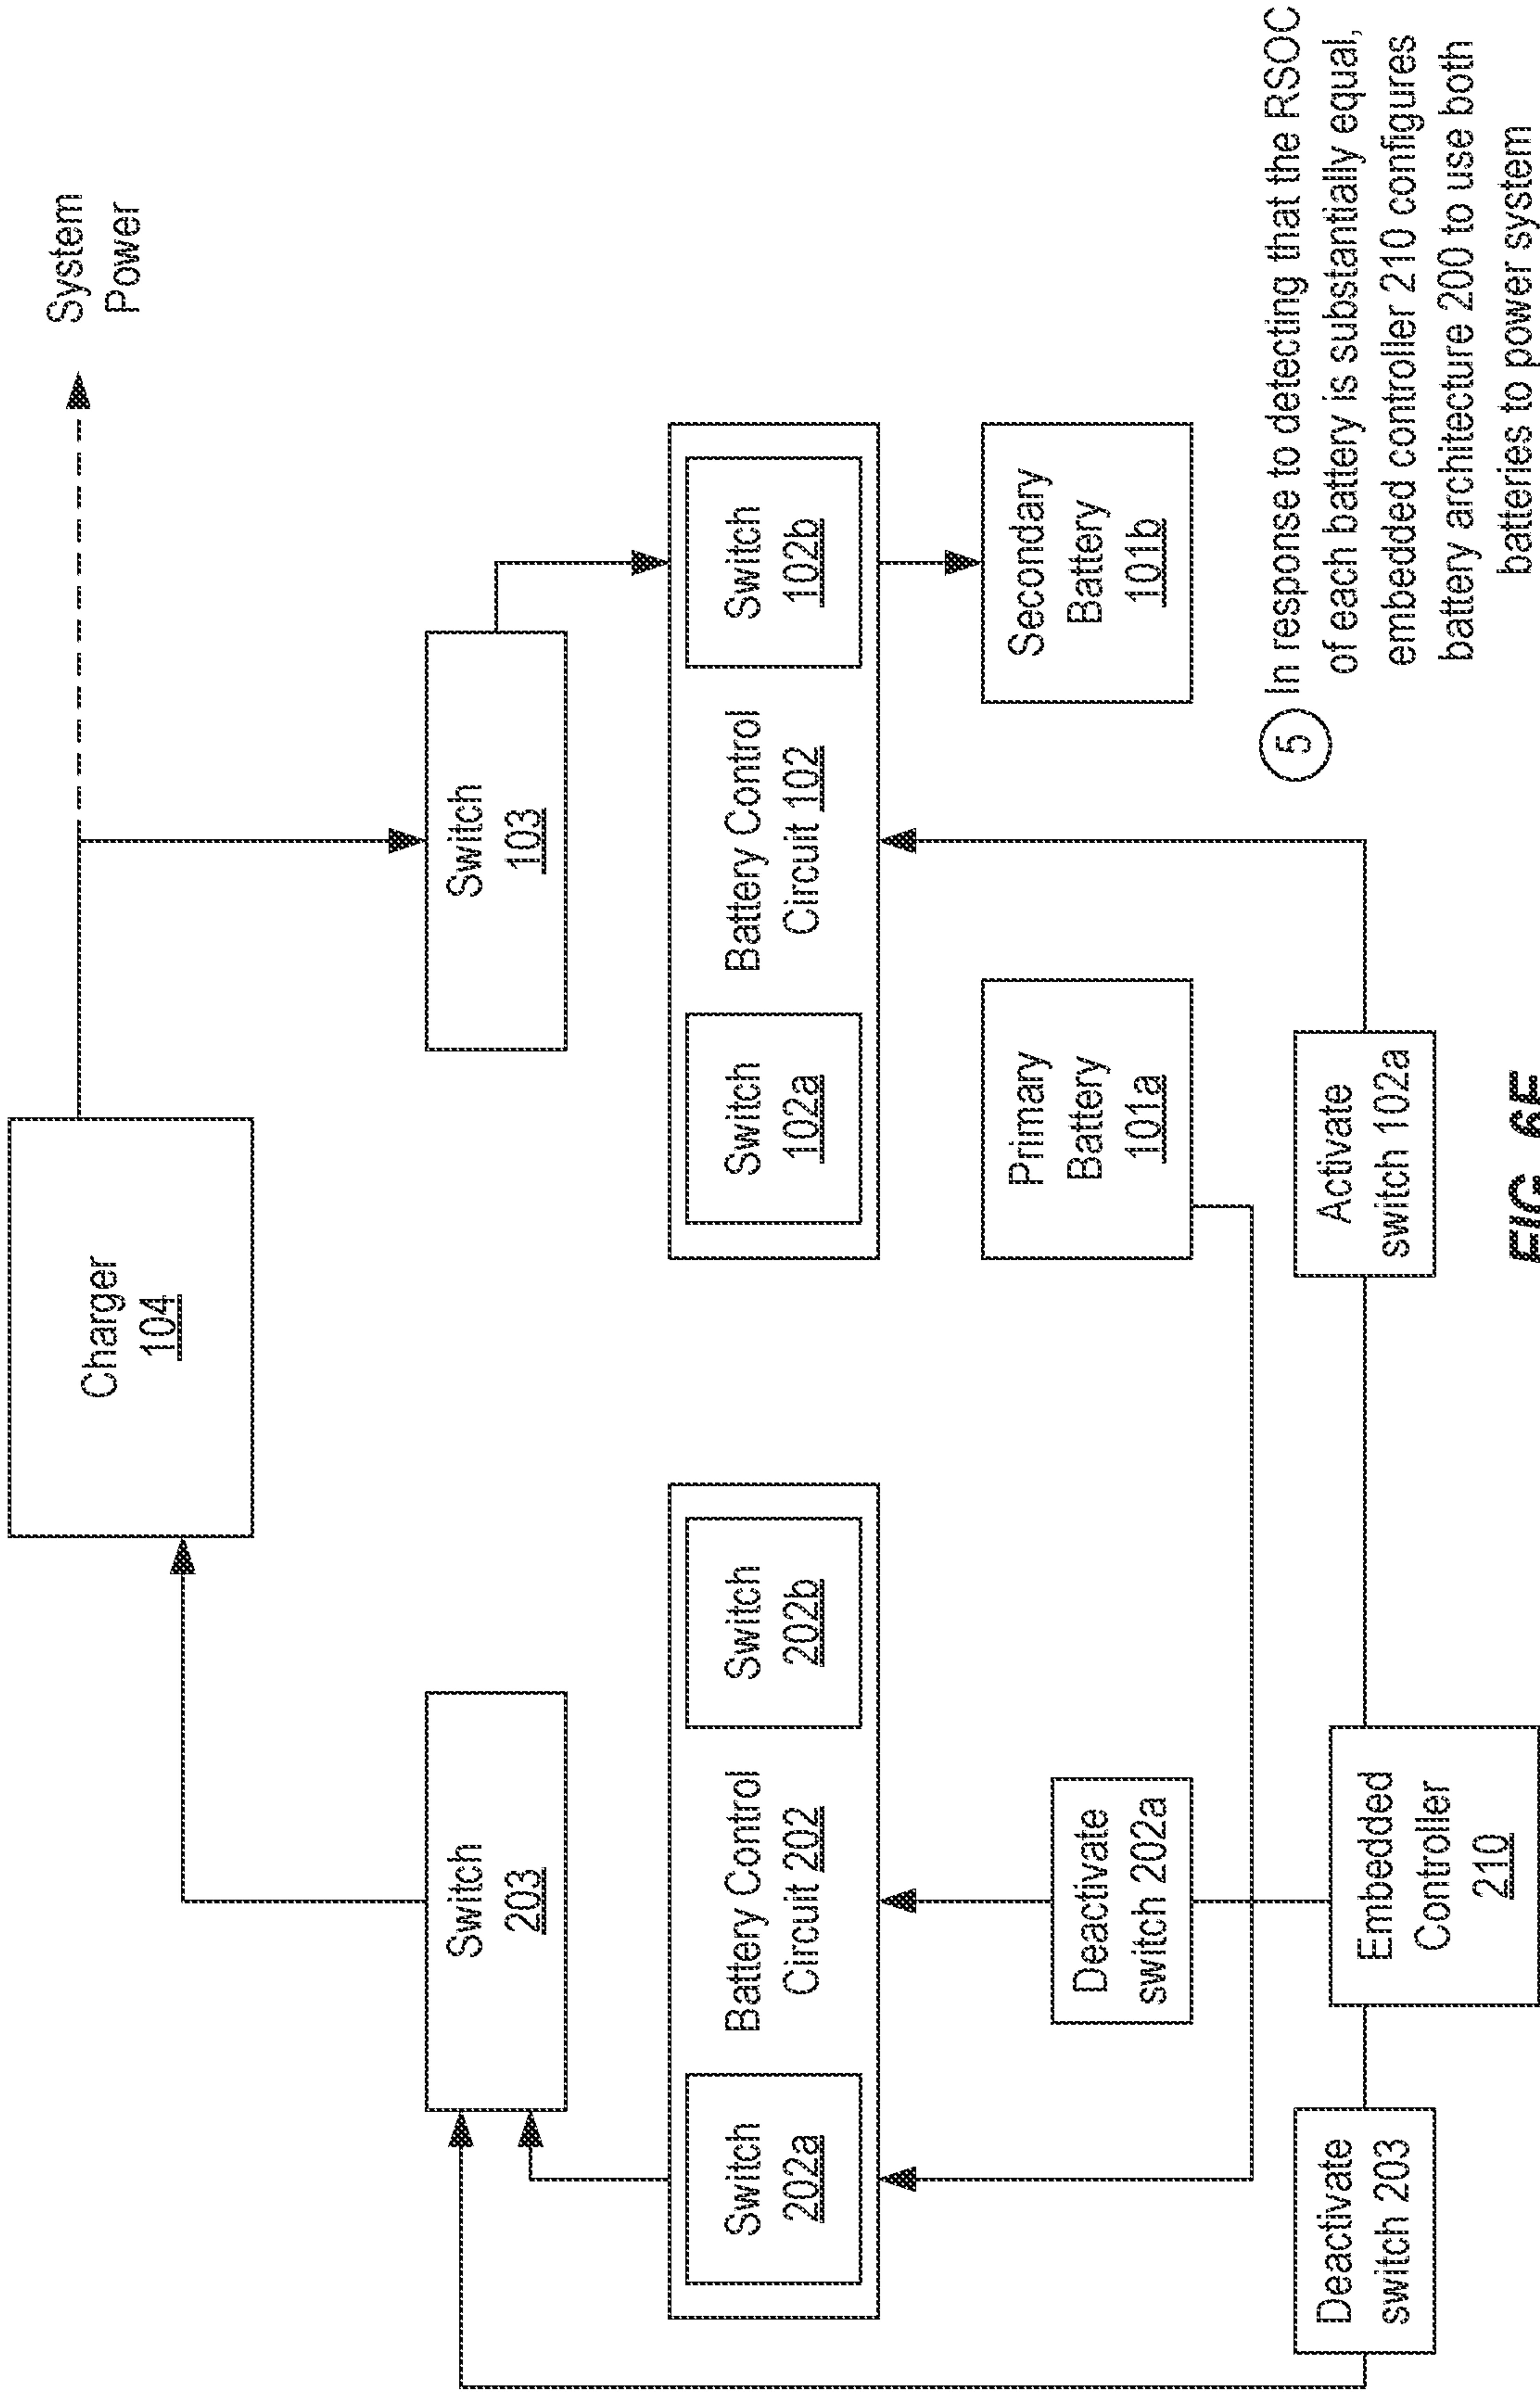 System
Power
Charger
104
Switch
203
Switch
103
Switch
202a
Battery Control
Circuit 202
Switch
202b
Switch
102a
Battery Control
Circuit 102
Switch
102b
Primary
Battery
101a
Secondary
Battery
101b
Deactivate
switch 202a
Deactivate
switch 203
Embedded
Controller
210
Activate
switch 102a
5
In response to detecting that the RSOC
of each battery is substantially equal,
embedded controller 210 configures
battery architecture 200 to use both
batteries to power system
FIG.